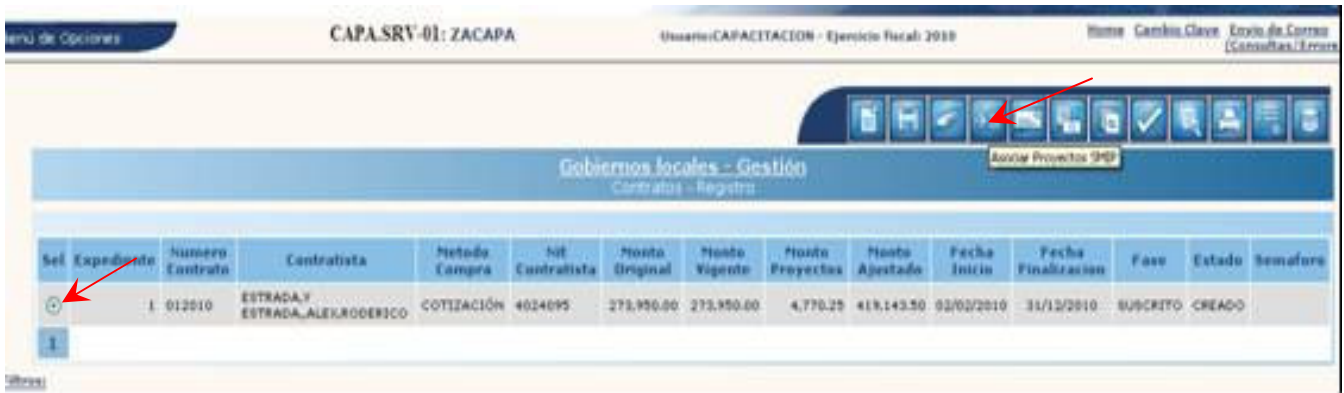 enú de Opciones
CAPA.SRV-01: ZACAPA
Usuario:CAPACITACION - Ejercicio Fiscal: 2010
Home Cambio Clave Envío de Correo
(Consultas/Errore
Asociar Proyectos SNIP
Gobiernos locales - Gestión
Contratos - Registro
Sel Expediente Numero Contrato Contratista Metodo Compra Nit Contratista Monto Original Monto Vigente Monto Proyectos Monto Ajustado Fecha Inicio Fecha Finalizacion Fase Estado Semaforo
1 012010 ESTRADA,Y ESTRADA,,ALEX,RODERICO COTIZACIÓN 4024095 273,950.00 273,950.00 4,770.25 419,143.50 02/02/2010 31/12/2010 SUSCRITO CREADO
1
Filtros: